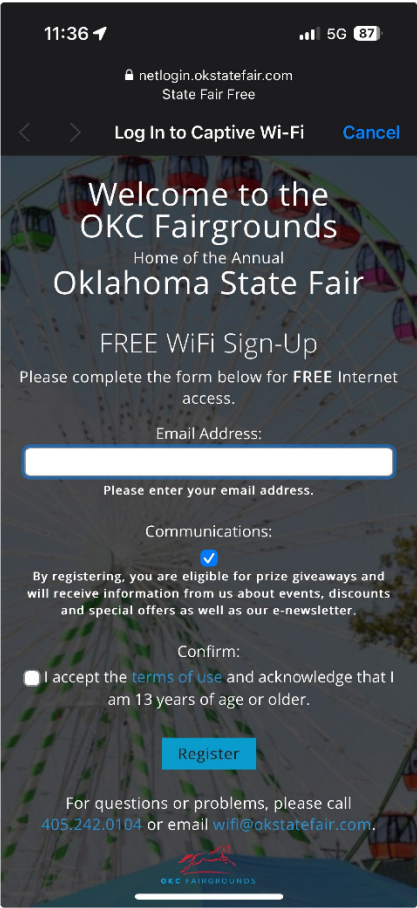 11:36
5G 87
netlogin.okstatefair.com
State Fair Free
Log In to Captive Wi-Fi
Cancel
Welcome to the
OKC Fairgrounds
Home of the Annual
Oklahoma State Fair
FREE WiFi Sign-Up
Please complete the form below for FREE Internet
access.
Email Address:
Please enter your email address.
Communications:
By registering, you are eligible for prize giveaways and
will receive information from us about events, discounts
and special offers as well as our e-newsletter.
Confirm:
I accept the terms of use and acknowledge that I
am 13 years of age or older.
Register
For questions or problems, please call
405.242.0104 or email wifi@okstatefair.com.
OKC FAIRGROUNDS